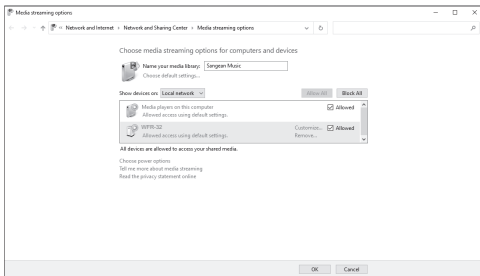 Media streaming options
Network and Internet > Network and Sharing Center > Media streaming options
Choose media streaming options for computers and devices
Name your media library: Sangean Music
Choose default settings...
Show devices on: Local network Allow All Block All
Media players on this computer Allowed
Allowed access using default settings.
WFR-32 Customize... Allowed
Allowed access using default settings. Remove...
All devices are allowed to access your shared media.
Choose power options
Tell me more about media streaming
Read the privacy statement online
OK Cancel